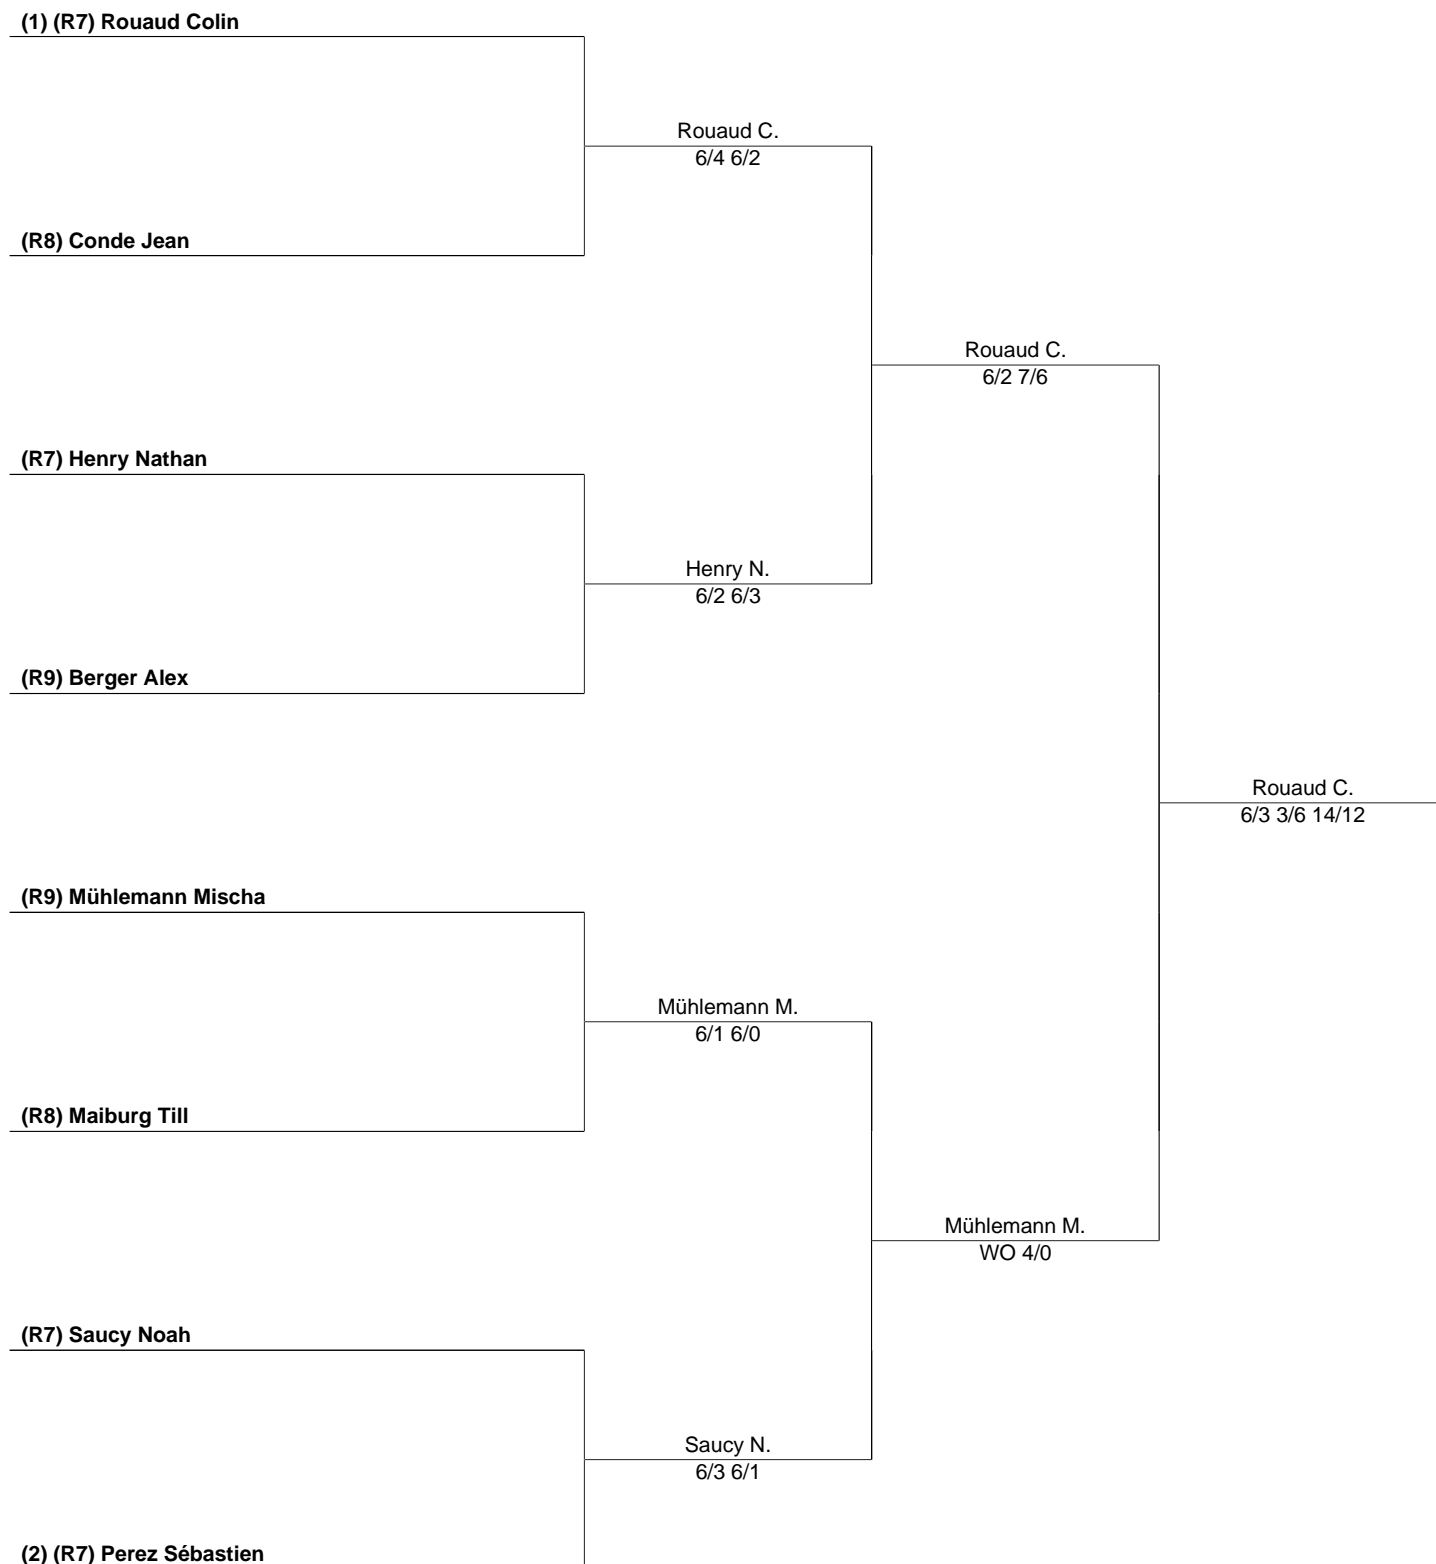 (1) (R7) Rouaud Colin
Rouaud C.
6/4 6/2
(R8) Conde Jean
Rouaud C.
6/2 7/6
(R7) Henry Nathan
Henry N.
6/2 6/3
(R9) Berger Alex
Rouaud C.
6/3 3/6 14/12
(R9) Mühlemann Mischa
Mühlemann M.
6/1 6/0
(R8) Maiburg Till
Mühlemann M.
WO 4/0
(R7) Saucy Noah
Saucy N.
6/3 6/1
(2) (R7) Perez Sébastien